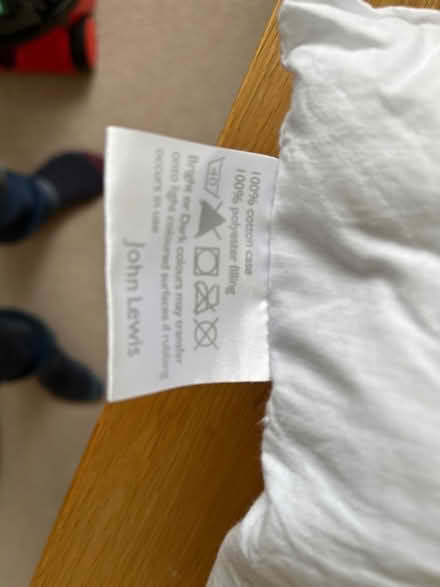 100% cotton case
100% polyester filling
40
Bright or Dark colours may transfer
onto light coloured surfaces if rubbing
occurs in use
John Lewis